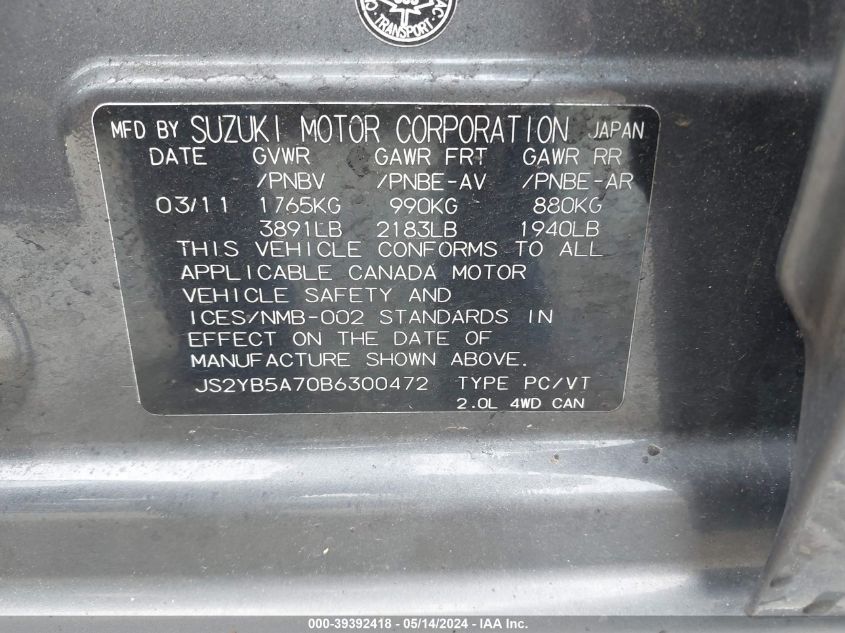 TRANSPORT
MFD BY SUZUKI MOTOR CORPORATION JAPAN
DATE GVWR GAWR FRT GAWR RR
/PNBV /PNBE-AV /PNBE-AR
03/11 1765KG 990KG 880KG
3891LB 2183LB 1940LB
THIS VEHICLE CONFORMS TO ALL
APPLICABLE CANADA MOTOR
VEHICLE SAFETY AND
ICES/NMB-002 STANDARDS IN
EFFECT ON THE DATE OF
MANUFACTURE SHOWN ABOVE.
JS2YB5A70B6300472 TYPE PC/VT
2.0L 4WD CAN
000-39392418 - 05/14/2024 - IAA Inc.